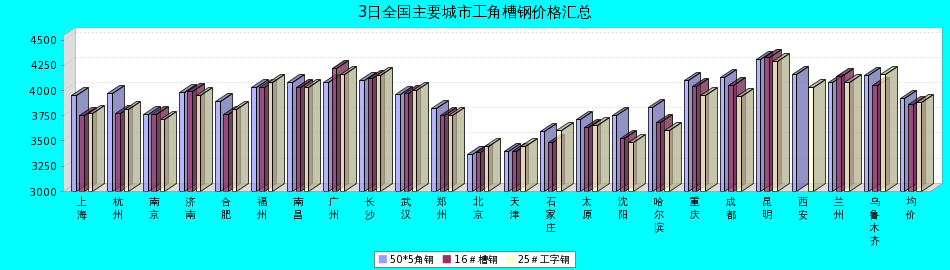 3日全国主要城市工角槽钢价格汇总
4500
4250
4000
3750
3500
3250
3000
上海
杭州
南京
济南
合肥
福州
南昌
广州
长沙
武汉
郑州
北京
天津
石家庄
太原
沈阳
哈尔滨
重庆
成都
昆明
西安
兰州
乌鲁木齐
均价
50*5角钢 16#槽钢 25#工字钢